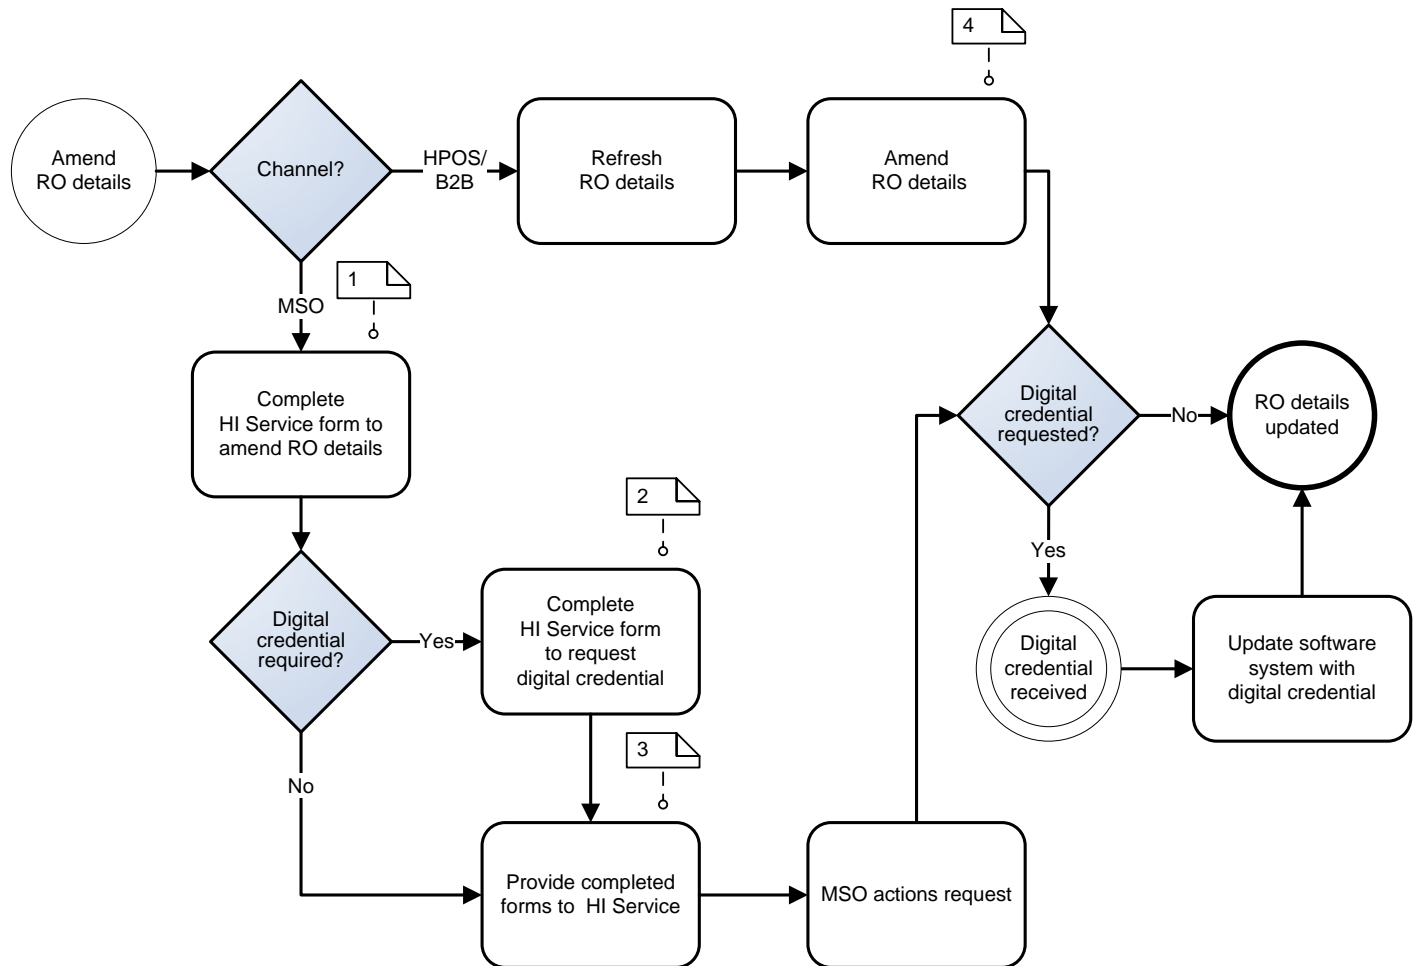 4
Amend
RO details
Channel?
HPOS/
B2B
Refresh
RO details
Amend
RO details
1
MSO
Complete
HI Service form to
amend RO details
Digital
credential
requested?
No
RO details
updated
2
Yes
Digital
credential
required?
Yes
Complete
HI Service form
to request
digital credential
Digital
credential
received
Update software
system with
digital credential
3
No
Provide completed
forms to HI Service
MSO actions request